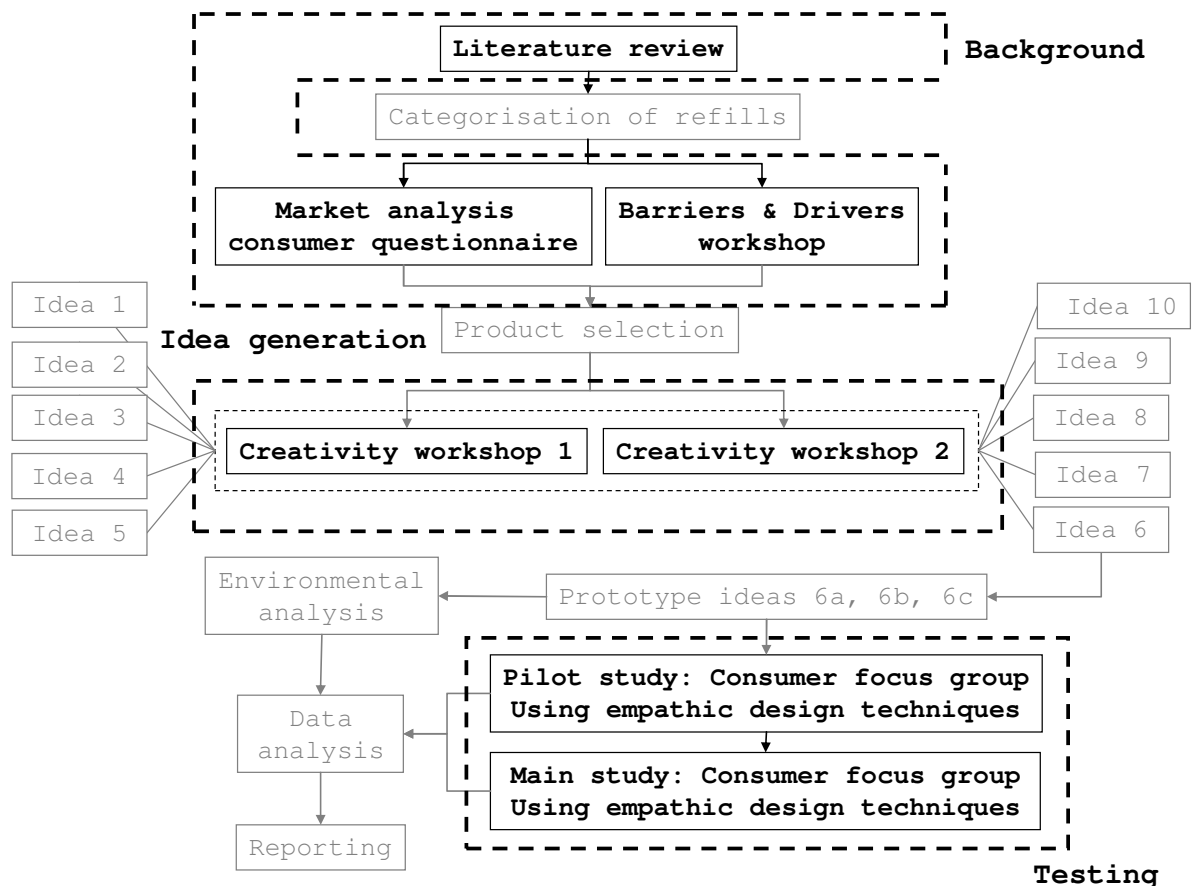 Literature review
Background
Categorisation of refills
Market analysis
consumer questionnaire
Barriers & Drivers
workshop
Idea 1
Idea 2
Idea 3
Idea 4
Idea 5
Idea generation
Product selection
Idea 10
Idea 9
Idea 8
Idea 7
Idea 6
Creativity workshop 1
Creativity workshop 2
Environmental
analysis
Prototype ideas 6a, 6b, 6c
Pilot study: Consumer focus group
Using empathic design techniques
Data
analysis
Main study: Consumer focus group
Using empathic design techniques
Reporting
Testing